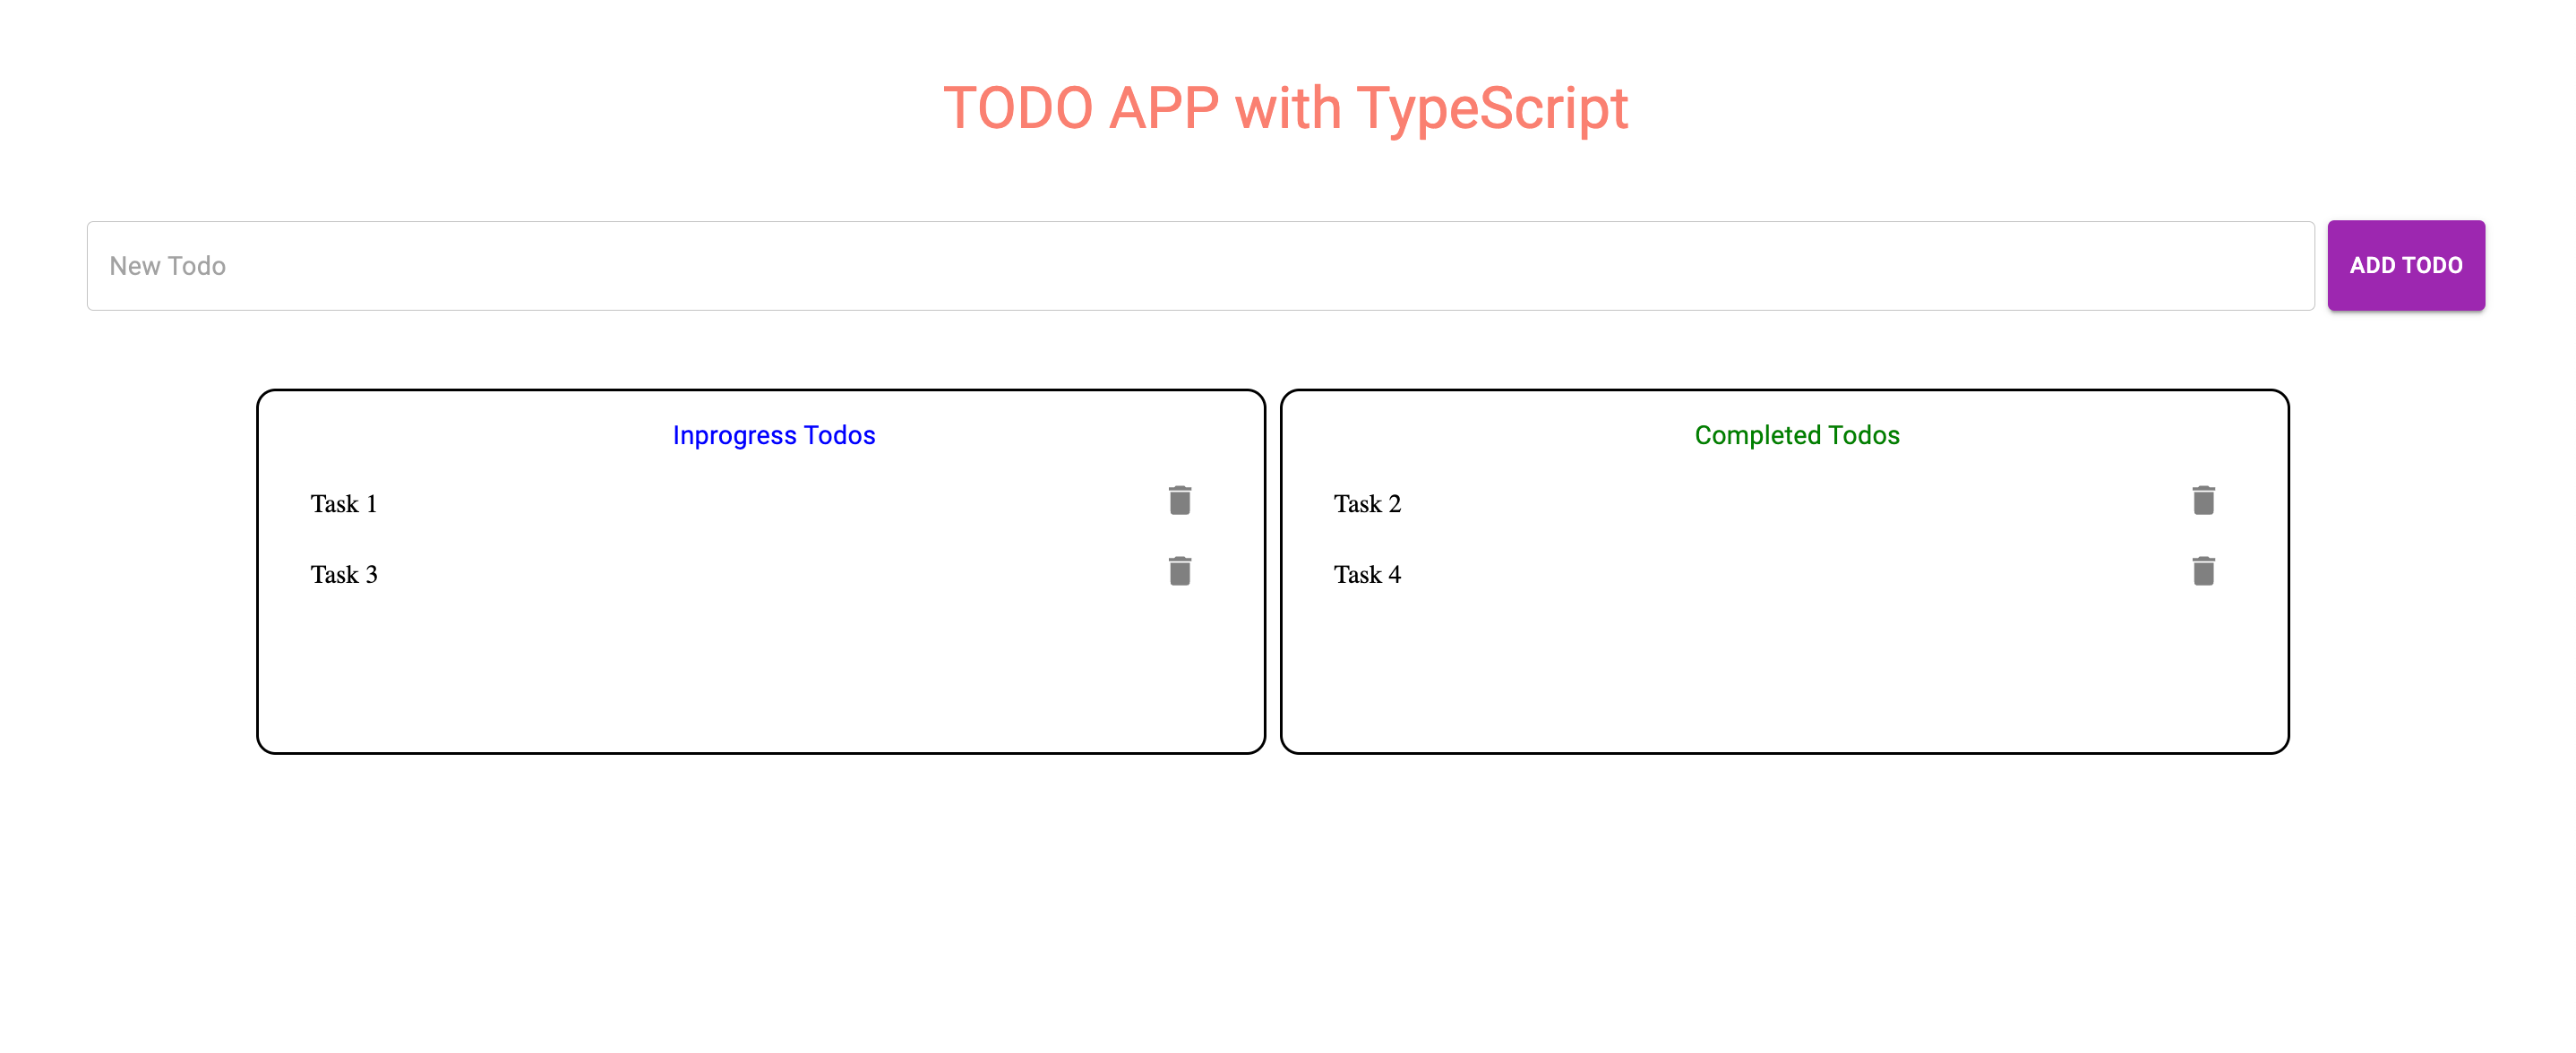 TODO APP with TypeScript
New Todo
ADD TODO
Inprogress Todos
Task 1
Task 3
Completed Todos
Task 2
Task 4